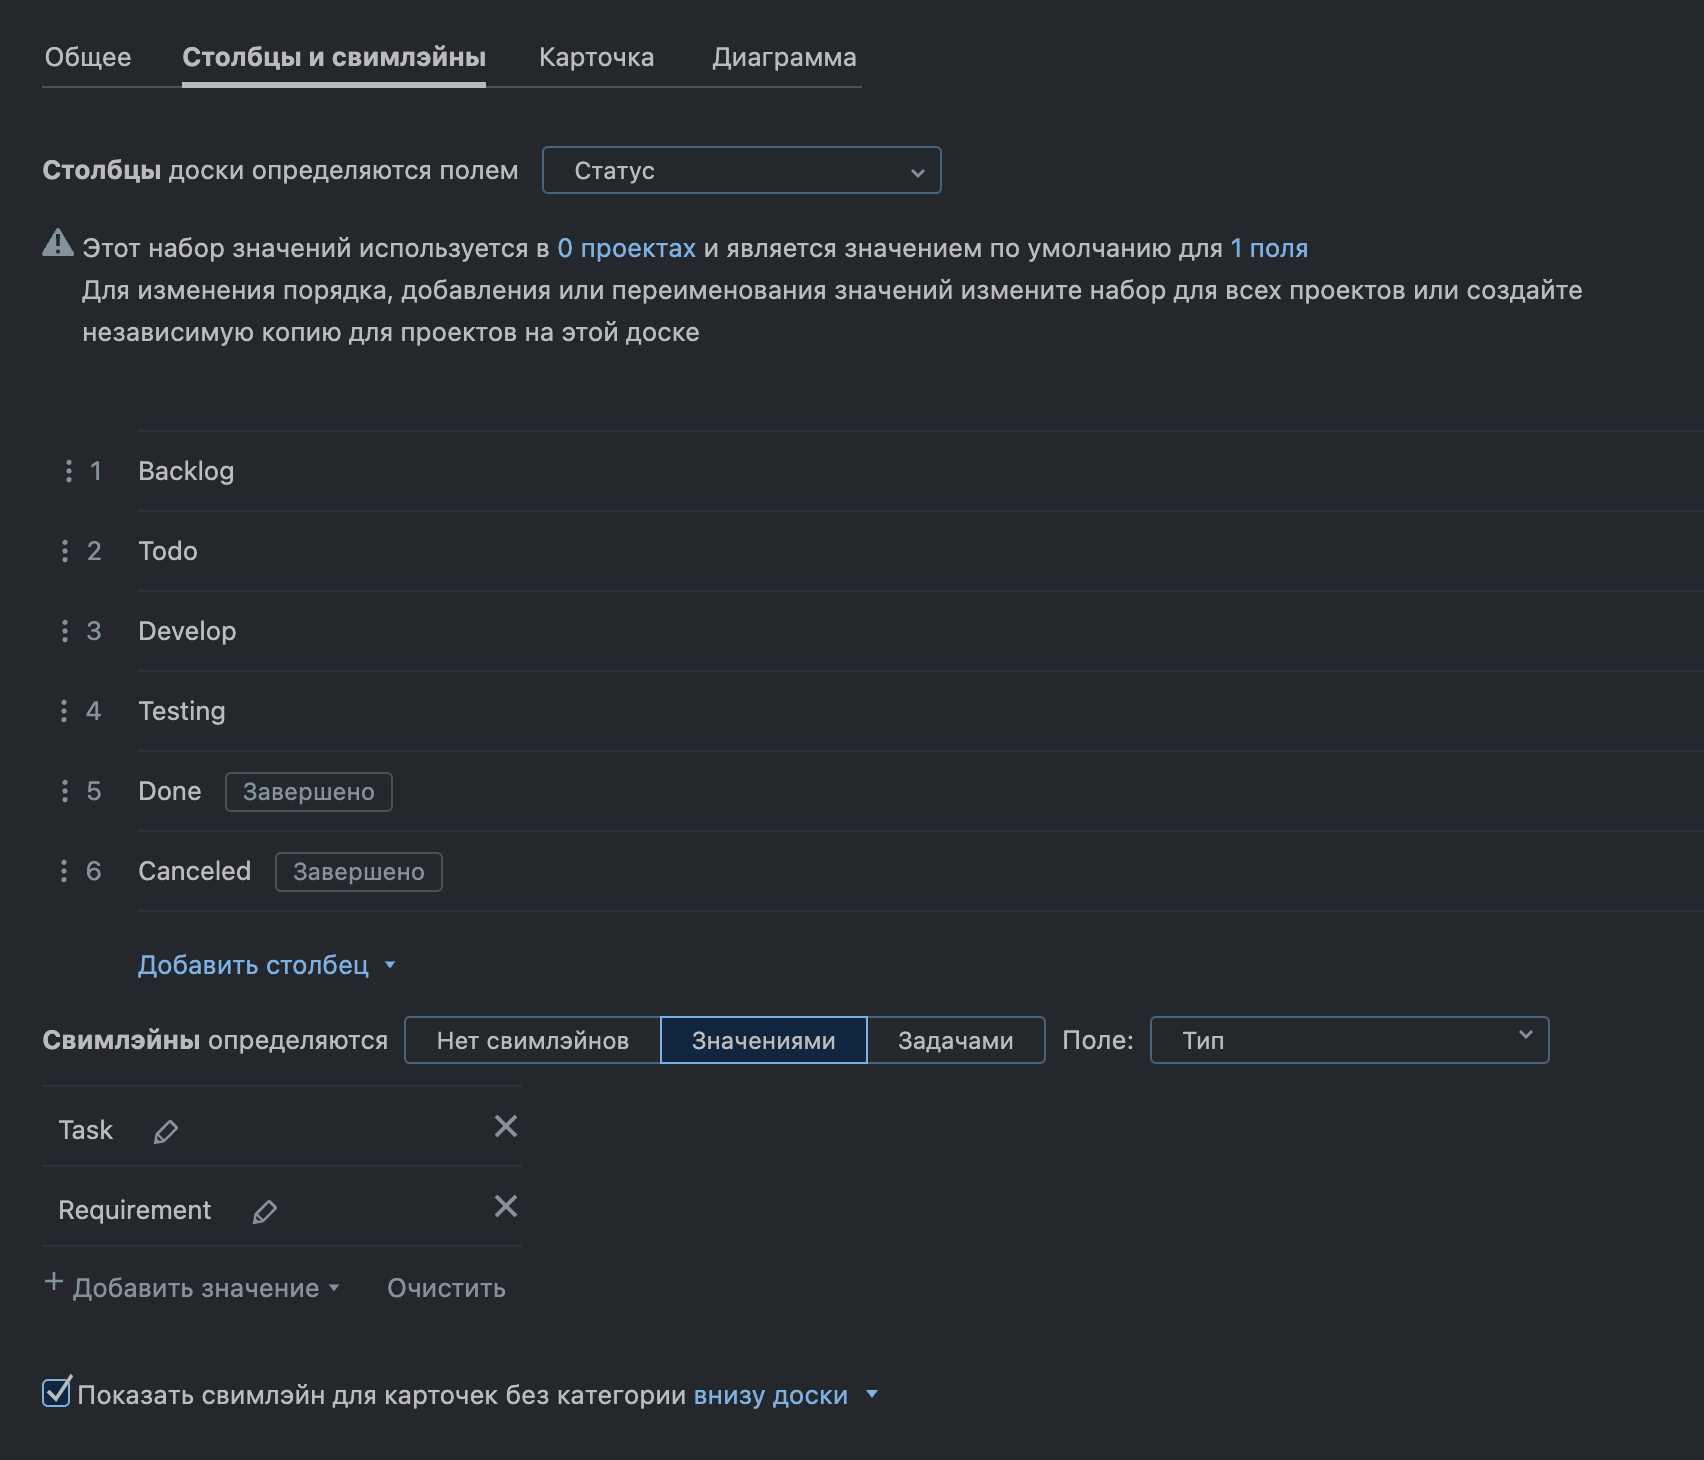 Общее Столбцы и свимлэйны Карточка Диаграмма
Столбцы доски определяются полем Статус
Этот набор значений используется в 0 проектах и является значением по умолчанию для 1 поля
Для изменения порядка, добавления или переименования значений измените набор для всех проектов или создайте
независимую копию для проектов на этой доске
1 Backlog
2 Todo
3 Develop
4 Testing
5 Done Завершено
6 Canceled Завершено
Добавить столбец
Свимлэйны определяются Нет свимлэйнов Значениями Задачами Поле: Тип
Task
Requirement
+ Добавить значение Очистить
Показать свимлэйн для карточек без категории внизу доски